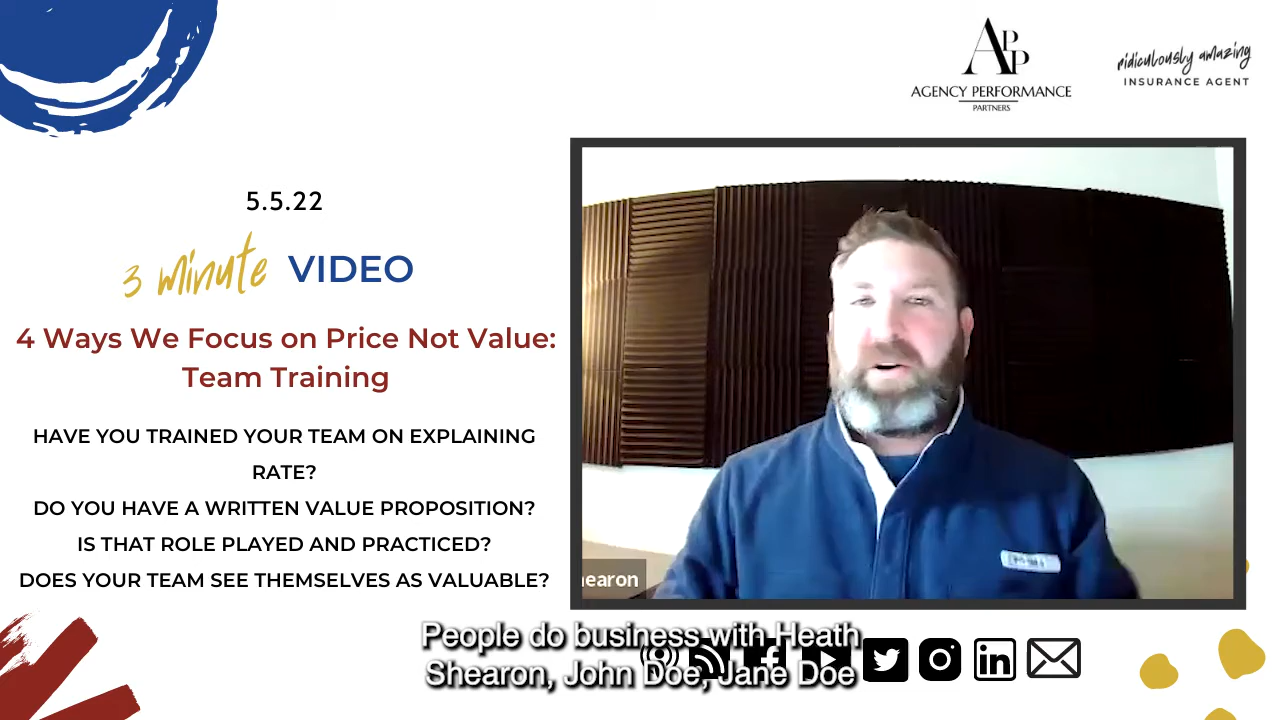 APP
AGENCY PERFORMANCE
PARTNERS
ridiculously amazing
INSURANCE AGENT
5.5.22
3 minute VIDEO
4 Ways We Focus on Price Not Value:
Team Training
HAVE YOU TRAINED YOUR TEAM ON EXPLAINING
RATE?
DO YOU HAVE A WRITTEN VALUE PROPOSITION?
IS THAT ROLE PLAYED AND PRACTICED?
DOES YOUR TEAM SEE THEMSELVES AS VALUABLE?
hearon
People do business with Heath
Shearon, John Doe, Jane Doe